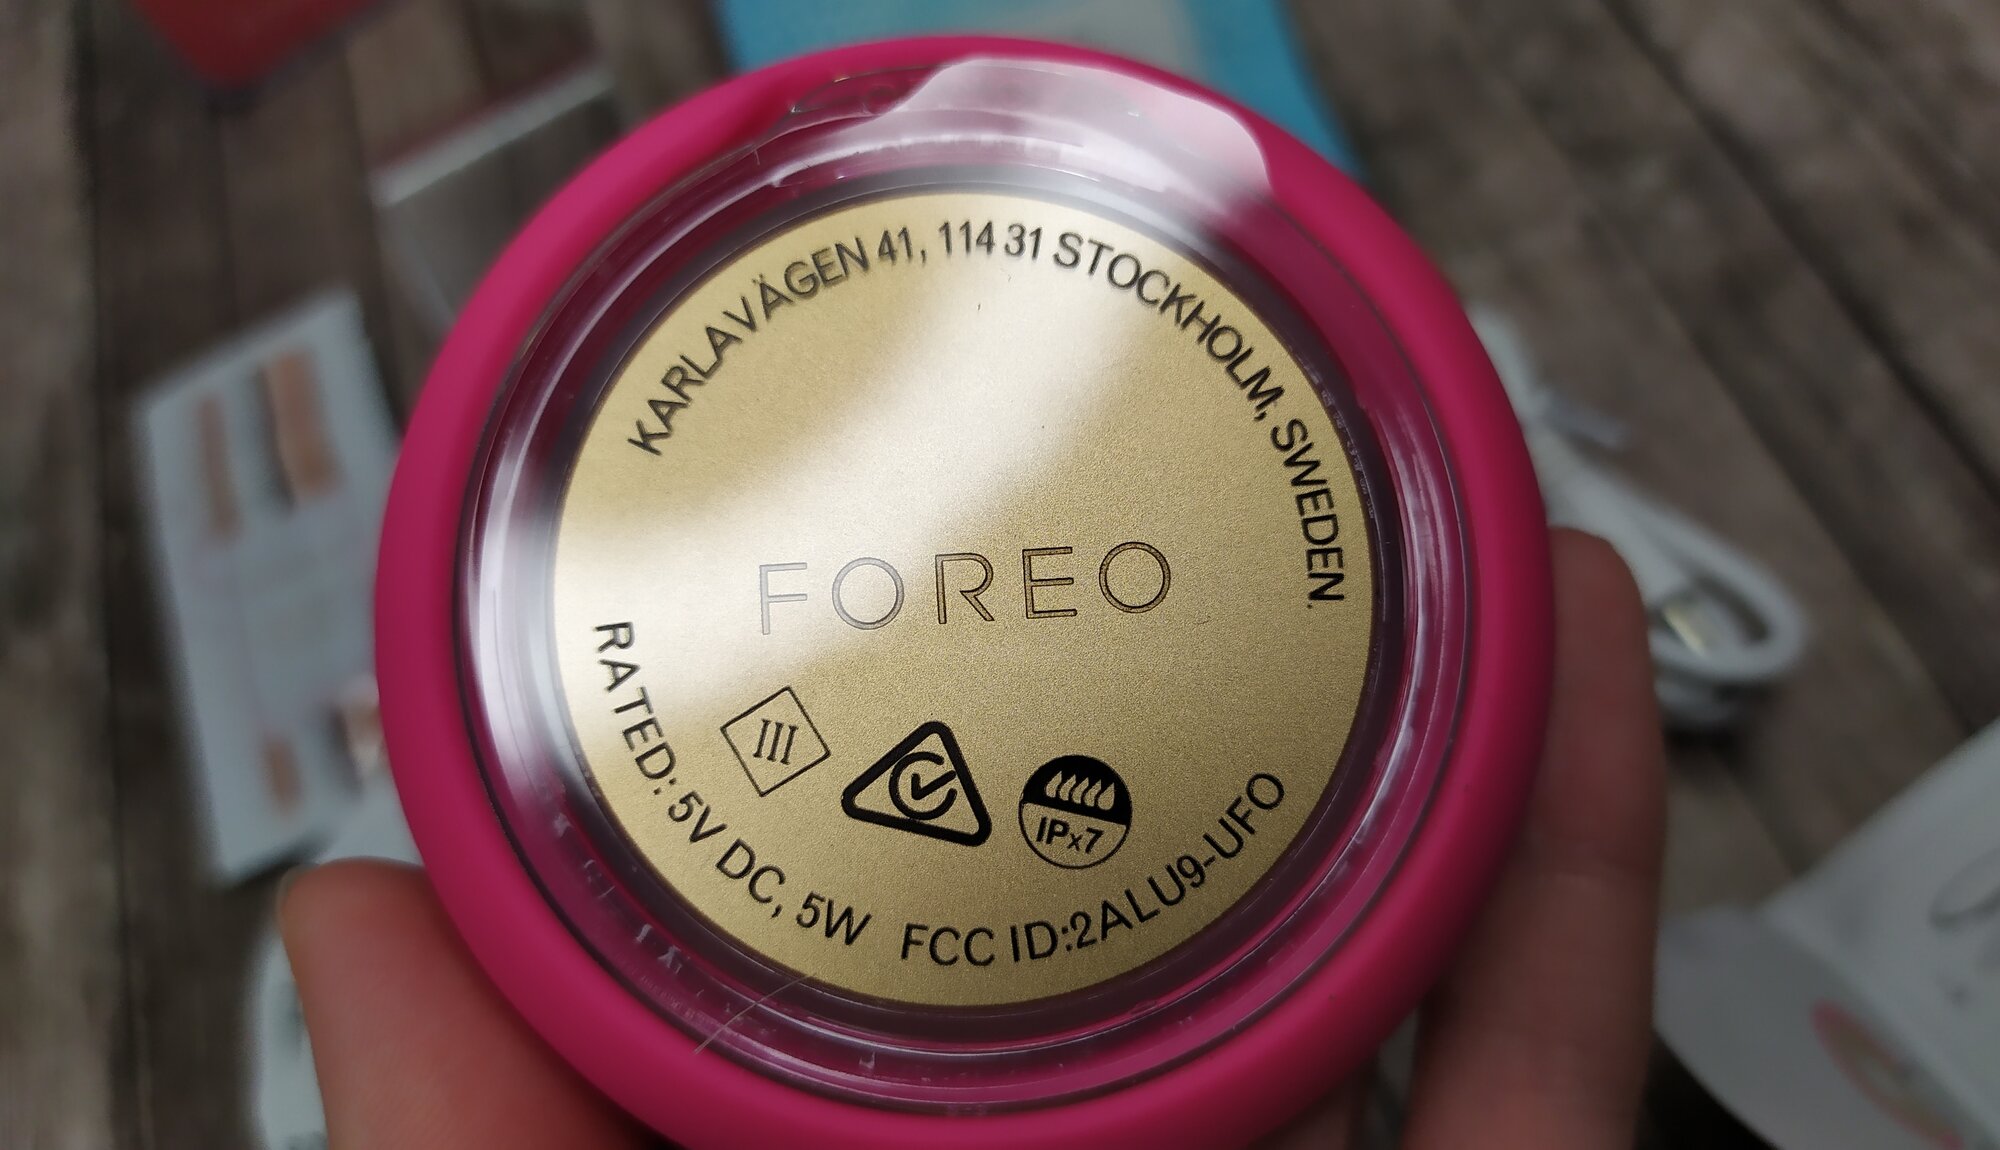 KARLAVÄGEN 41, 114 31 STOCKHOLM, SWEDEN.
FOREO
III
IPx7
RATED: 5V DC, 5W FCC ID:2ALU9-UFO